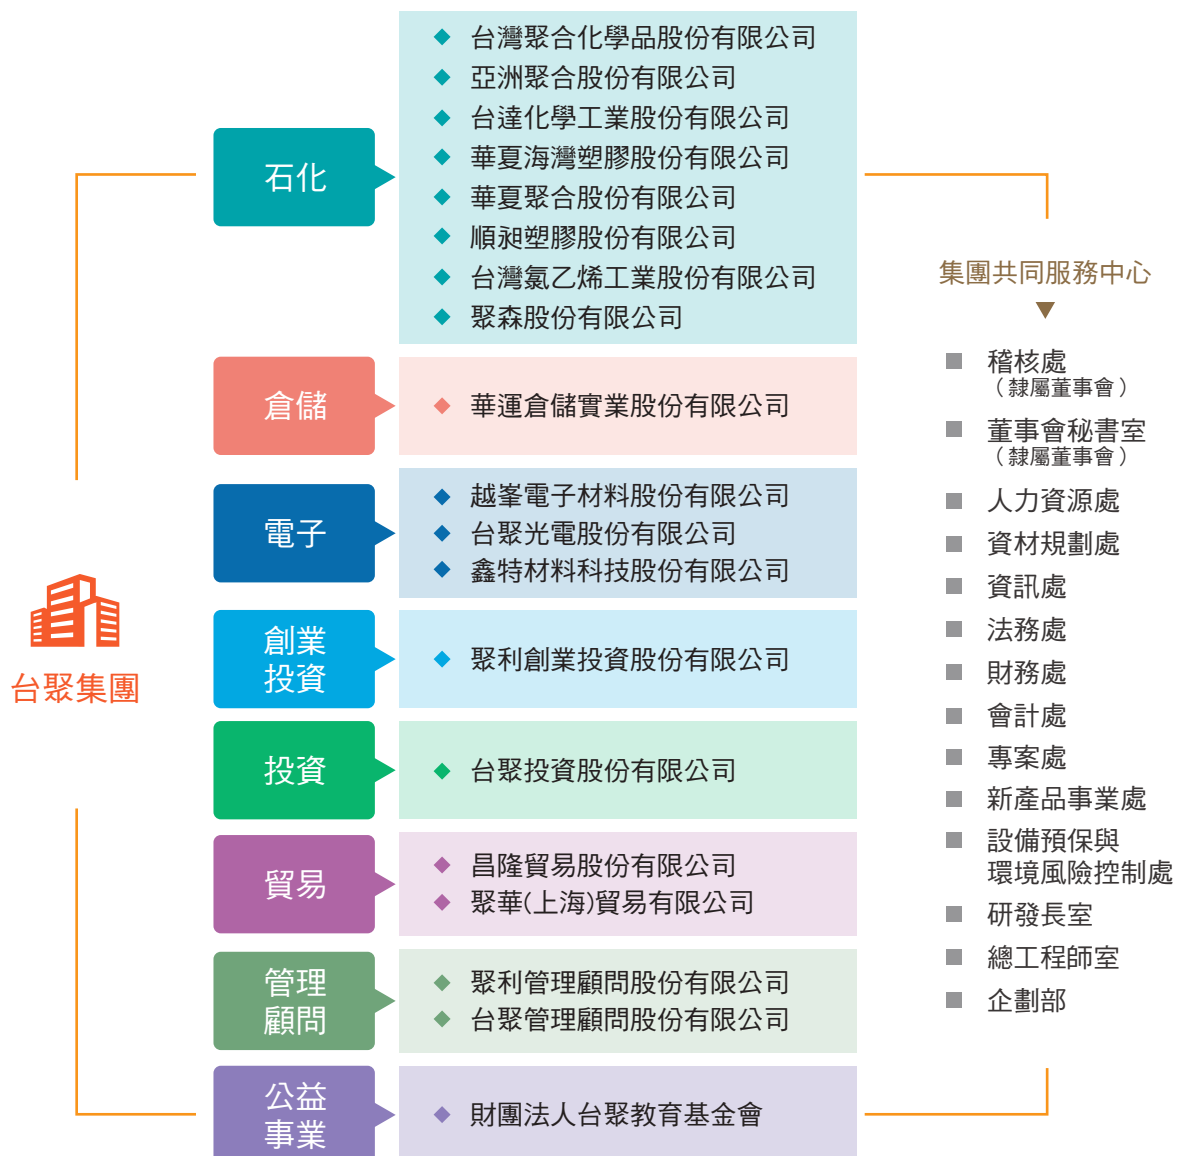 台聚集團
石化
台灣聚合化學品股份有限公司
亞洲聚合股份有限公司
台達化學工業股份有限公司
華夏海灣塑膠股份有限公司
華夏聚合股份有限公司
順昶塑膠股份有限公司
台灣氯乙烯工業股份有限公司
聚森股份有限公司
倉儲
華運倉儲實業股份有限公司
電子
越峯電子材料股份有限公司
台聚光電股份有限公司
鑫特材料科技股份有限公司
創業
投資
聚利創業投資股份有限公司
投資
台聚投資股份有限公司
貿易
昌隆貿易股份有限公司
聚華(上海)貿易有限公司
管理
顧問
聚利管理顧問股份有限公司
台聚管理顧問股份有限公司
公益
事業
財團法人台聚教育基金會
集團共同服務中心
稽核處
（隸屬董事會）
董事會秘書室
（隸屬董事會）
人力資源處
資材規劃處
資訊處
法務處
財務處
會計處
專案處
新產品事業處
設備預保與
環境風險控制處
研發長室
總工程師室
企劃部